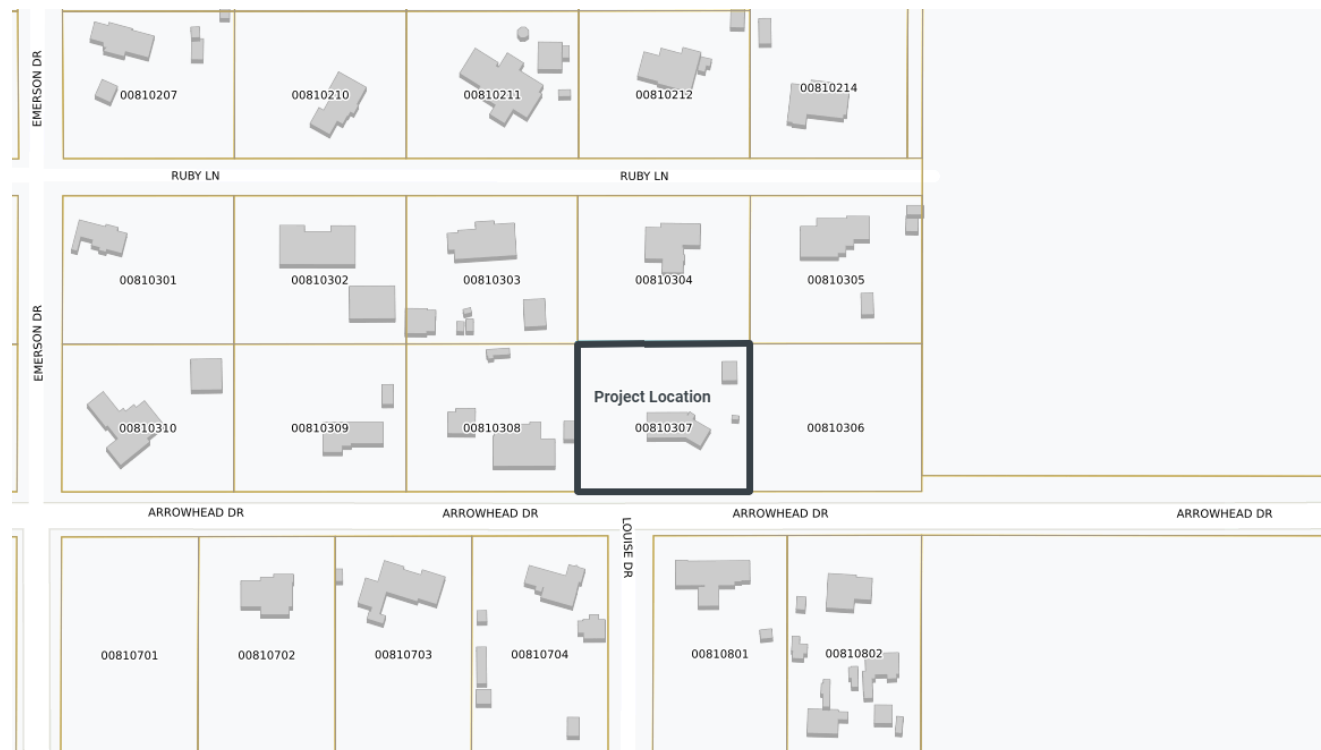 EMERSON DR
00810207
00810210
00810211
00810212
00810214
RUBY LN
RUBY LN
EMERSON DR
00810301
00810302
00810303
00810304
00810305
Project Location
00810310
00810309
00810308
00810307
00810306
ARROWHEAD DR
ARROWHEAD DR
ARROWHEAD DR
ARROWHEAD DR
LOUISE DR
00810701
00810702
00810703
00810704
00810801
00810802